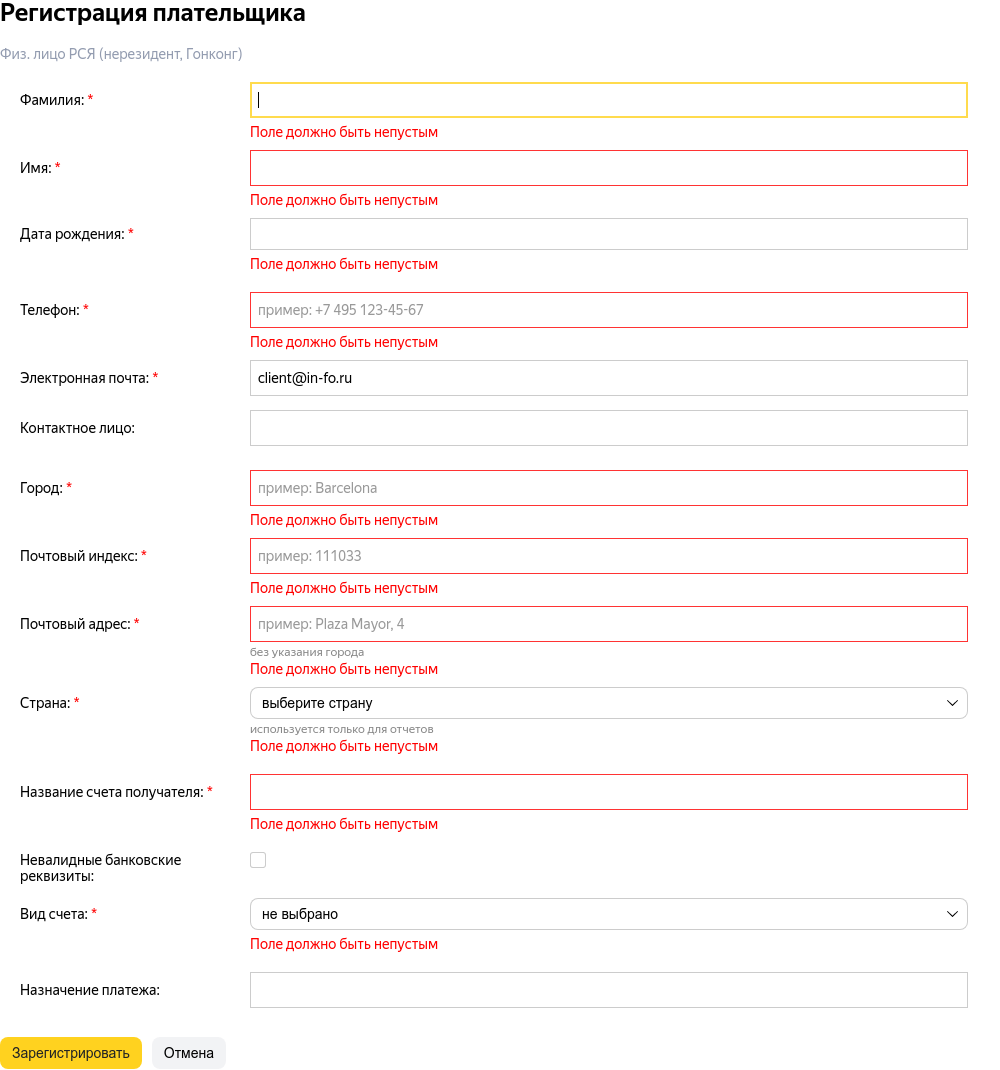 Регистрация плательщика
Физ. лицо РСЯ (нерезидент, Гонконг)
Фамилия: *
Поле должно быть непустым
Имя: *
Поле должно быть непустым
Дата рождения: *
Поле должно быть непустым
Телефон: * пример: +7 495 123-45-67
Поле должно быть непустым
Электронная почта: * client@in-fo.ru
Контактное лицо:
Город: * пример: Barcelona
Поле должно быть непустым
Почтовый индекс: * пример: 111033
Поле должно быть непустым
Почтовый адрес: * пример: Plaza Mayor, 4
без указания города
Поле должно быть непустым
Страна: * выберите страну
используется только для отчетов
Поле должно быть непустым
Название счета получателя: *
Поле должно быть непустым
Невалидные банковские
реквизиты:
Вид счета: * не выбрано
Поле должно быть непустым
Назначение платежа:
Зарегистрировать Отмена